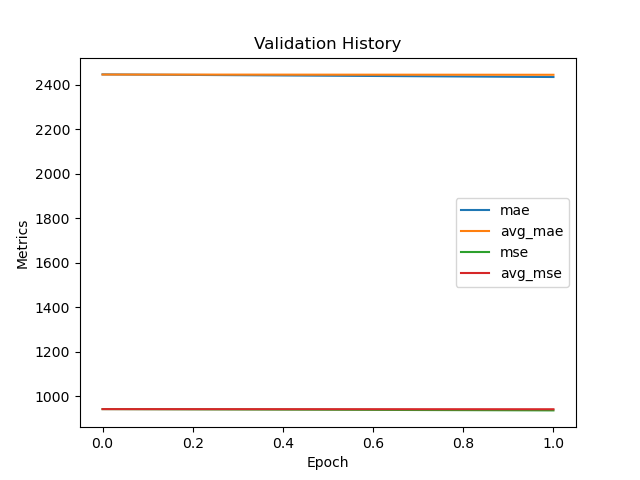 Validation History
Metrics
2400
2200
2000
1800
1600
1400
1200
1000
mae
avg_mae
mse
avg_mse
0.0 0.2 0.4 0.6 0.8 1.0
Epoch